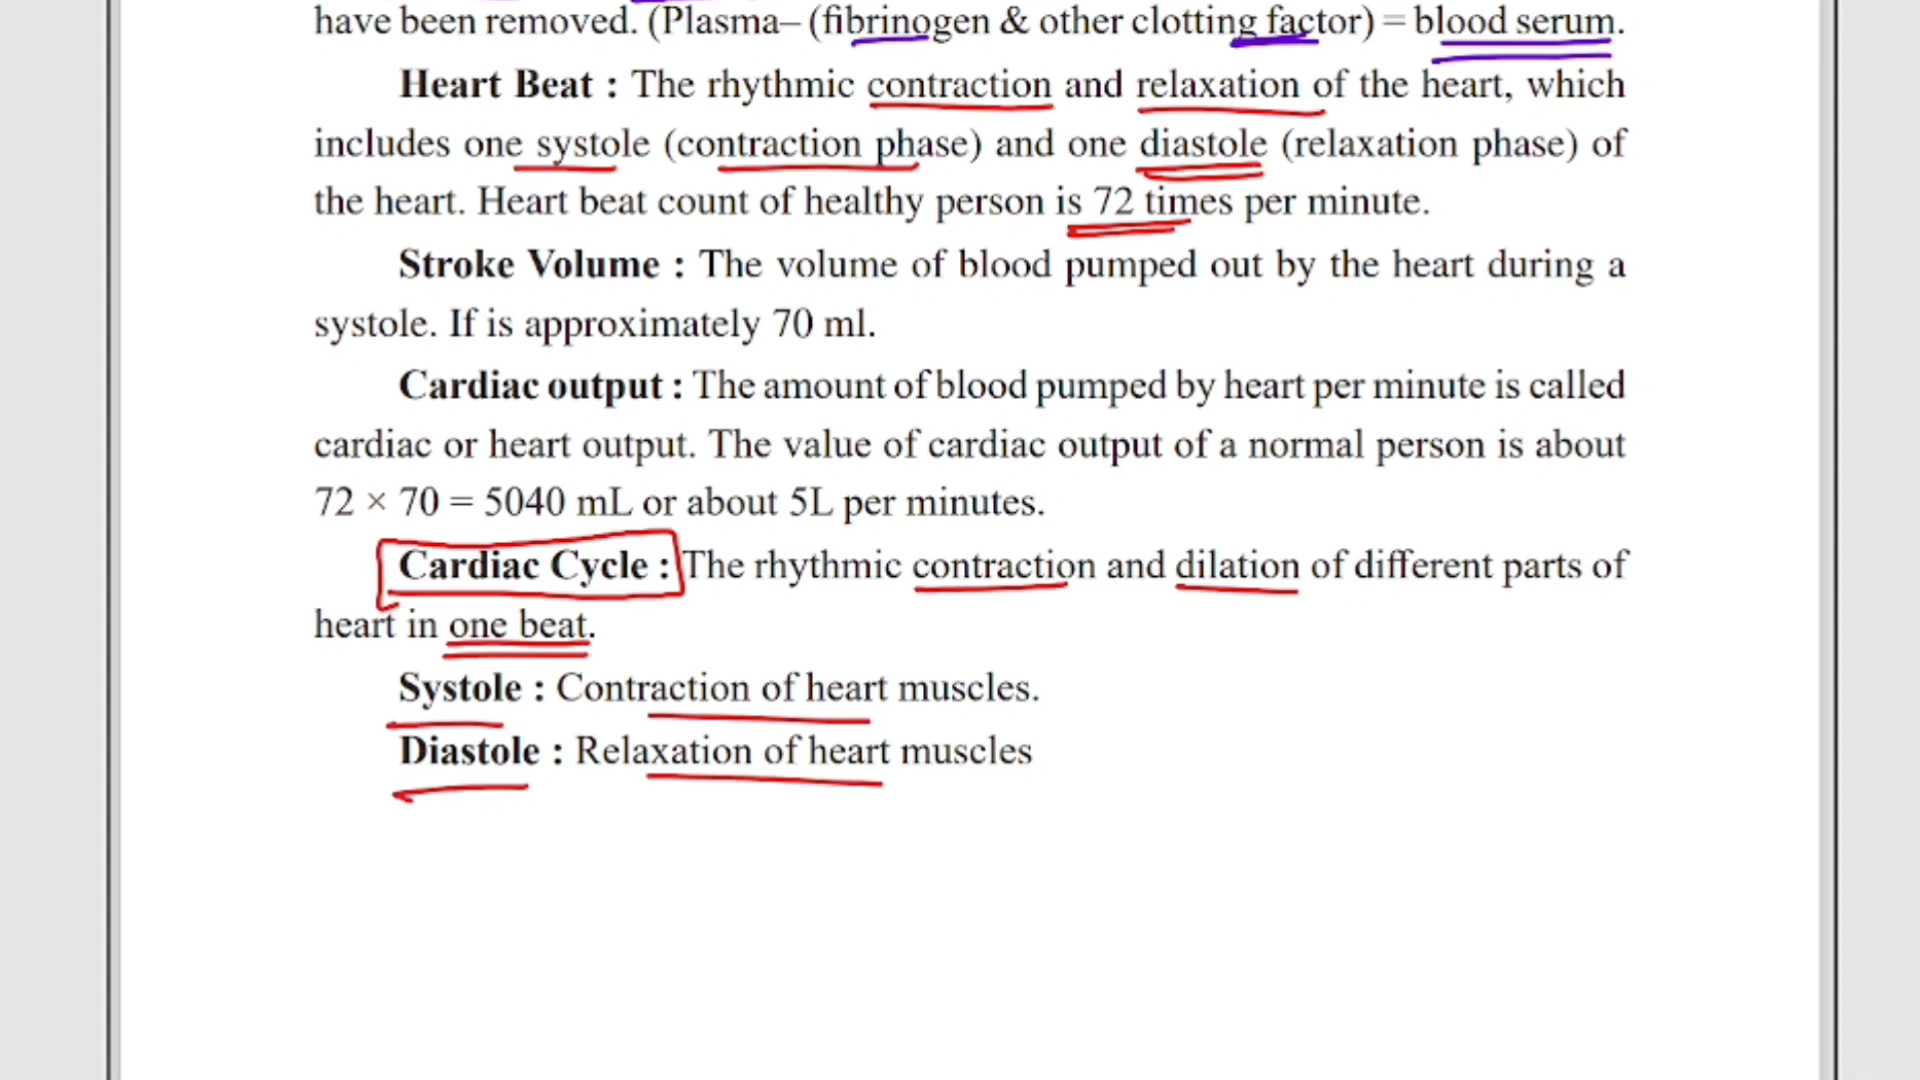 have been removed. (Plasma– (fibrinogen & other clotting factor) = blood serum.
Heart Beat : The rhythmic contraction and relaxation of the heart, which
includes one systole (contraction phase) and one diastole (relaxation phase) of
the heart. Heart beat count of healthy person is 72 times per minute.
Stroke Volume : The volume of blood pumped out by the heart during a
systole. If is approximately 70 ml.
Cardiac output : The amount of blood pumped by heart per minute is called
cardiac or heart output. The value of cardiac output of a normal person is about
72 × 70 = 5040 mL or about 5L per minutes.
Cardiac Cycle : The rhythmic contraction and dilation of different parts of
heart in one beat.
Systole : Contraction of heart muscles.
Diastole : Relaxation of heart muscles